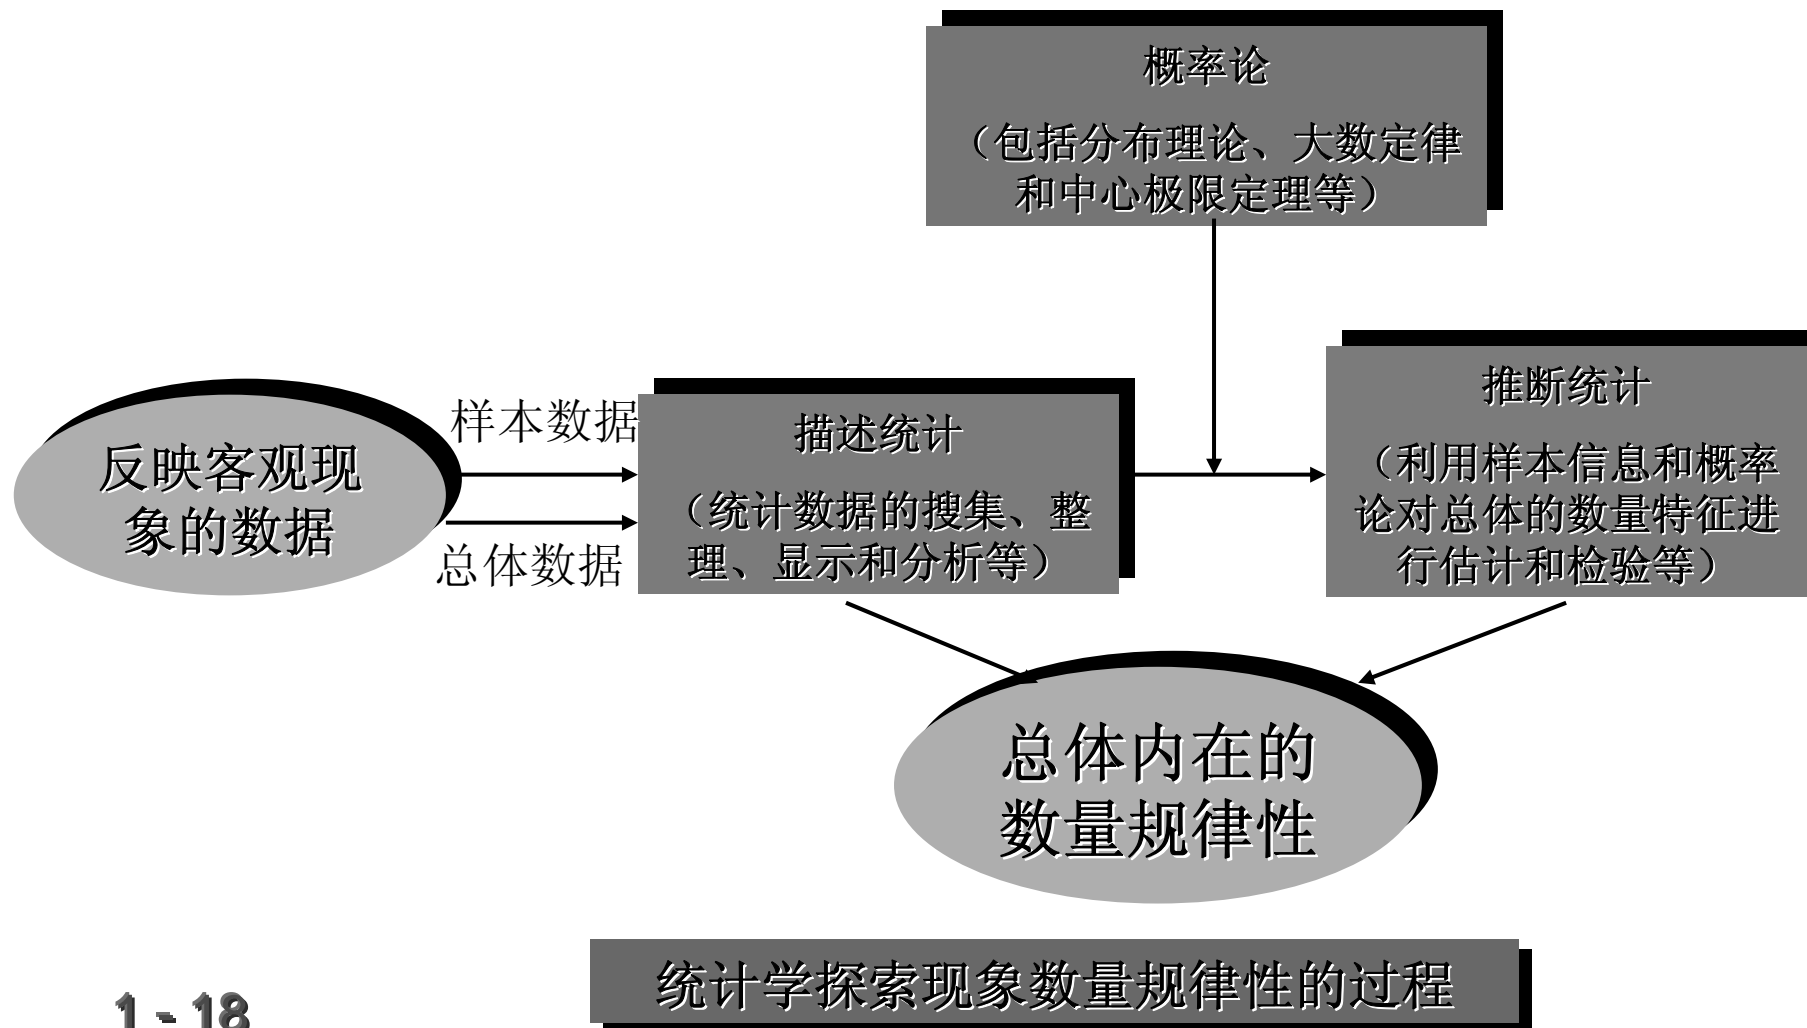 概率论
（包括分布理论、大数定律
和中心极限定理等）
推断统计
（利用样本信息和概率
论对总体的数量特征进
行估计和检验等）
样本数据
描述统计
（统计数据的搜集、整
理、显示和分析等）
反映客观现
象的数据
总体数据
总体内在的
数量规律性
统计学探索现象数量规律性的过程
1 - 18